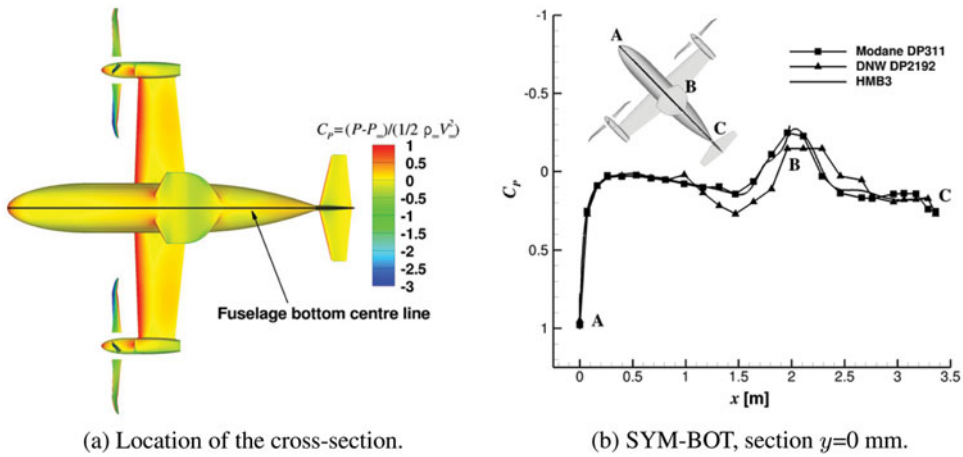 C_P=(P-P_∞)/(1/2 ρ_∞V_∞^2)
1
0.5
0
-0.5
-1
-1.5
-2
-2.5
-3
Fuselage bottom centre line
(a) Location of the cross-section.
-1
-0.5
0
0.5
1
C_P
A
B
C
Modane DP311
DNW DP2192
HMB3
B
C
A
0
0.5
1
1.5
2
2.5
3
3.5
x [m]
(b) SYM-BOT, section y=0 mm.